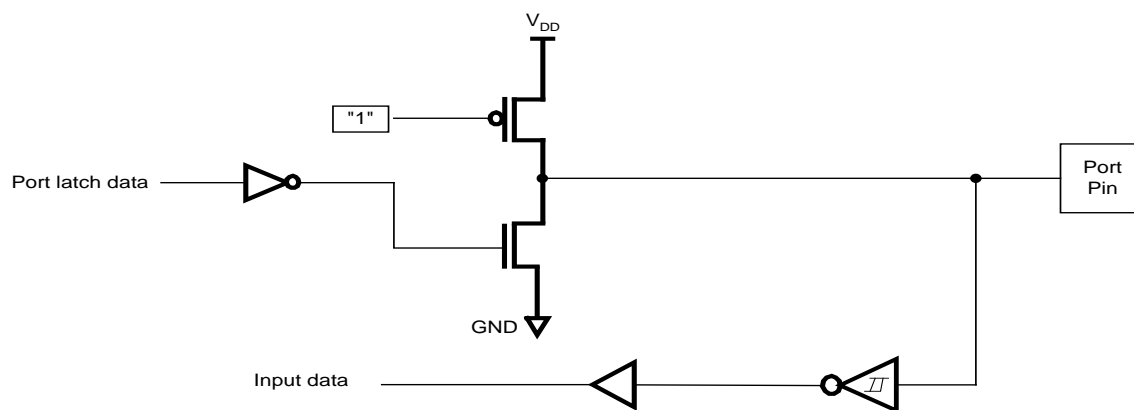 VDD
"1"
Port latch data
Port
Pin
GND
Input data